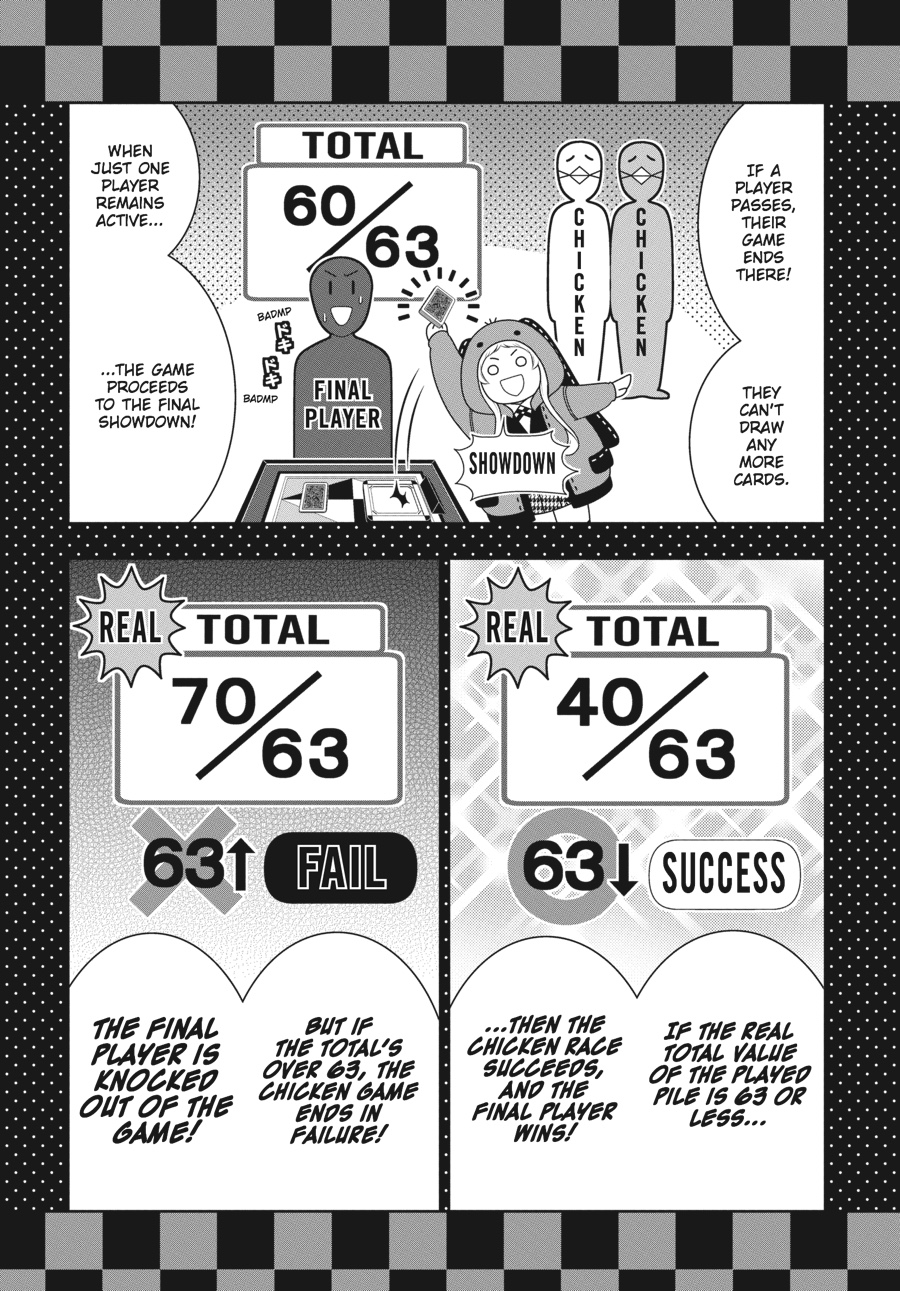 IF A
PLAYER
PASSES,
THEIR
GAME
ENDS
THERE!
THEY
CAN'T
DRAW
ANY
MORE
CARDS.
CHICKEN
CHICKEN
TOTAL
60/63
WHEN
JUST ONE
PLAYER
REMAINS
ACTIVE...
...THE GAME
PROCEEDS
TO THE FINAL
SHOWDOWN!
BADMP
ドキ
ドキ
BADMP
FINAL
PLAYER
SHOWDOWN
REAL
TOTAL
40/63
63↓
SUCCESS
IF THE REAL
TOTAL VALUE
OF THE PLAYED
PILE IS 63 OR
LESS...
...THEN THE
CHICKEN RACE
SUCCEEDS,
AND THE
FINAL PLAYER
WINS!
REAL
TOTAL
70/63
63↑
FAIL
BUT IF
THE TOTAL'S
OVER 63, THE
CHICKEN GAME
ENDS IN
FAILURE!
THE FINAL
PLAYER IS
KNOCKED
OUT OF THE
GAME!